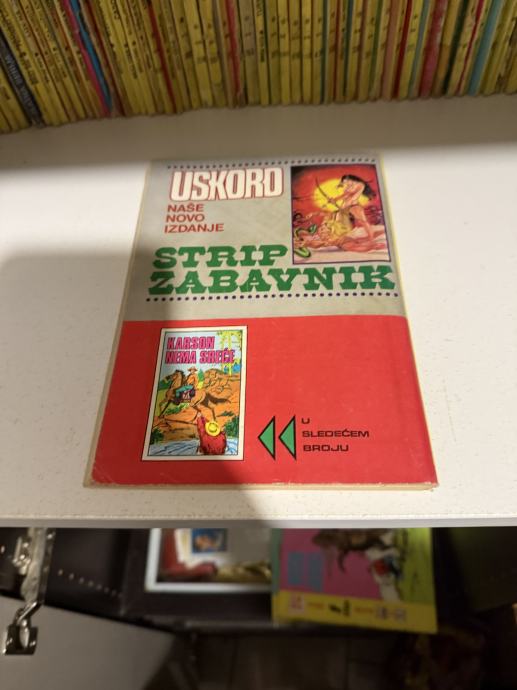 USKORO
NAŠE
NOVO
IZDANJE
STRIP
ZABAVNIK
KARSON
NEMA SREĆE
U
SLEDEĆEM
BROJU